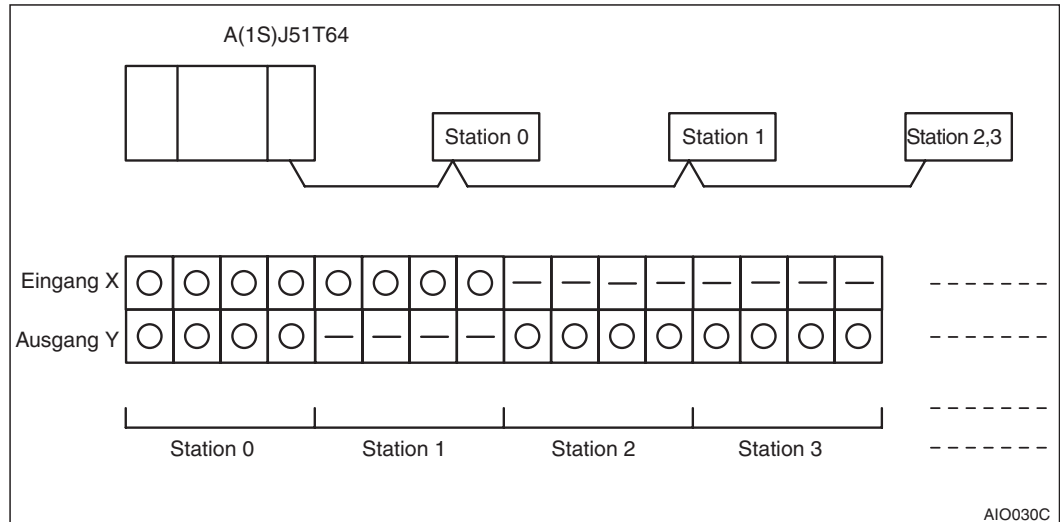 A(1S)J51T64
Station 0
Station 1
Station 2,3
Eingang X
Ausgang Y
Station 0
Station 1
Station 2
Station 3
AIO030C